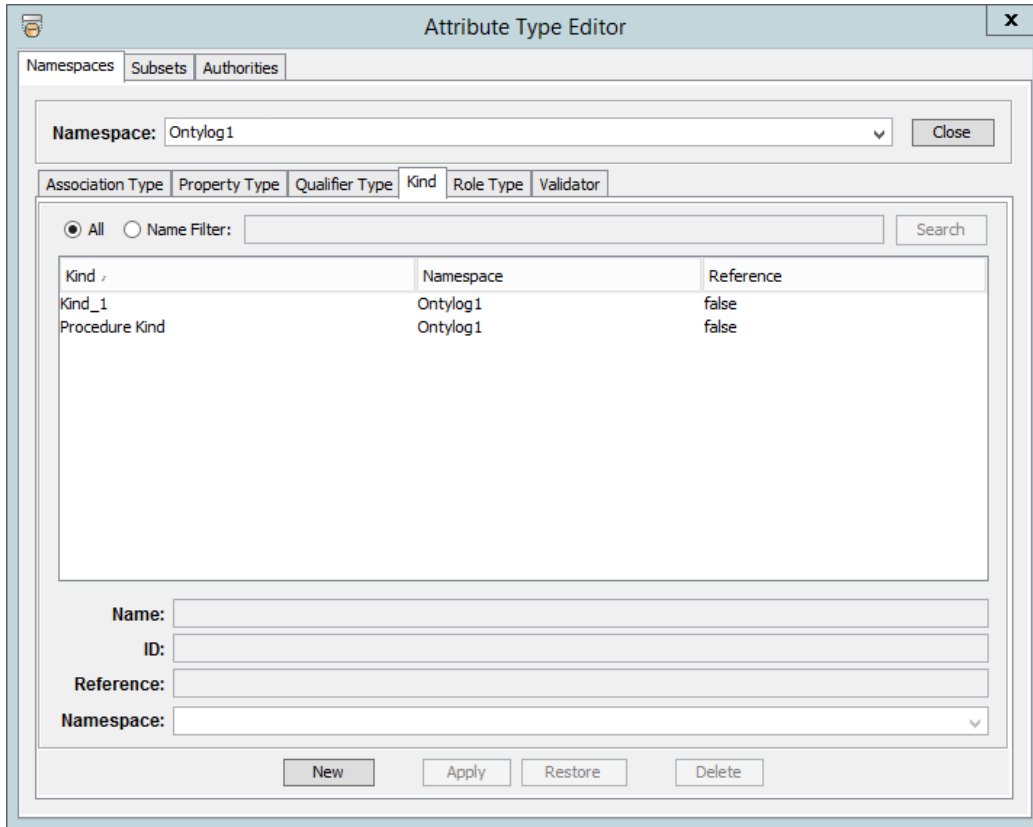 Attribute Type Editor
x
Namespaces Subsets Authorities
Namespace: Ontylog1 Close
Association Type Property Type Qualifier Type Kind Role Type Validator
All Name Filter: Search
Kind Namespace Reference
Kind_1 Ontylog1 false
Procedure Kind Ontylog1 false
Name:
ID:
Reference:
Namespace:
New Apply Restore Delete